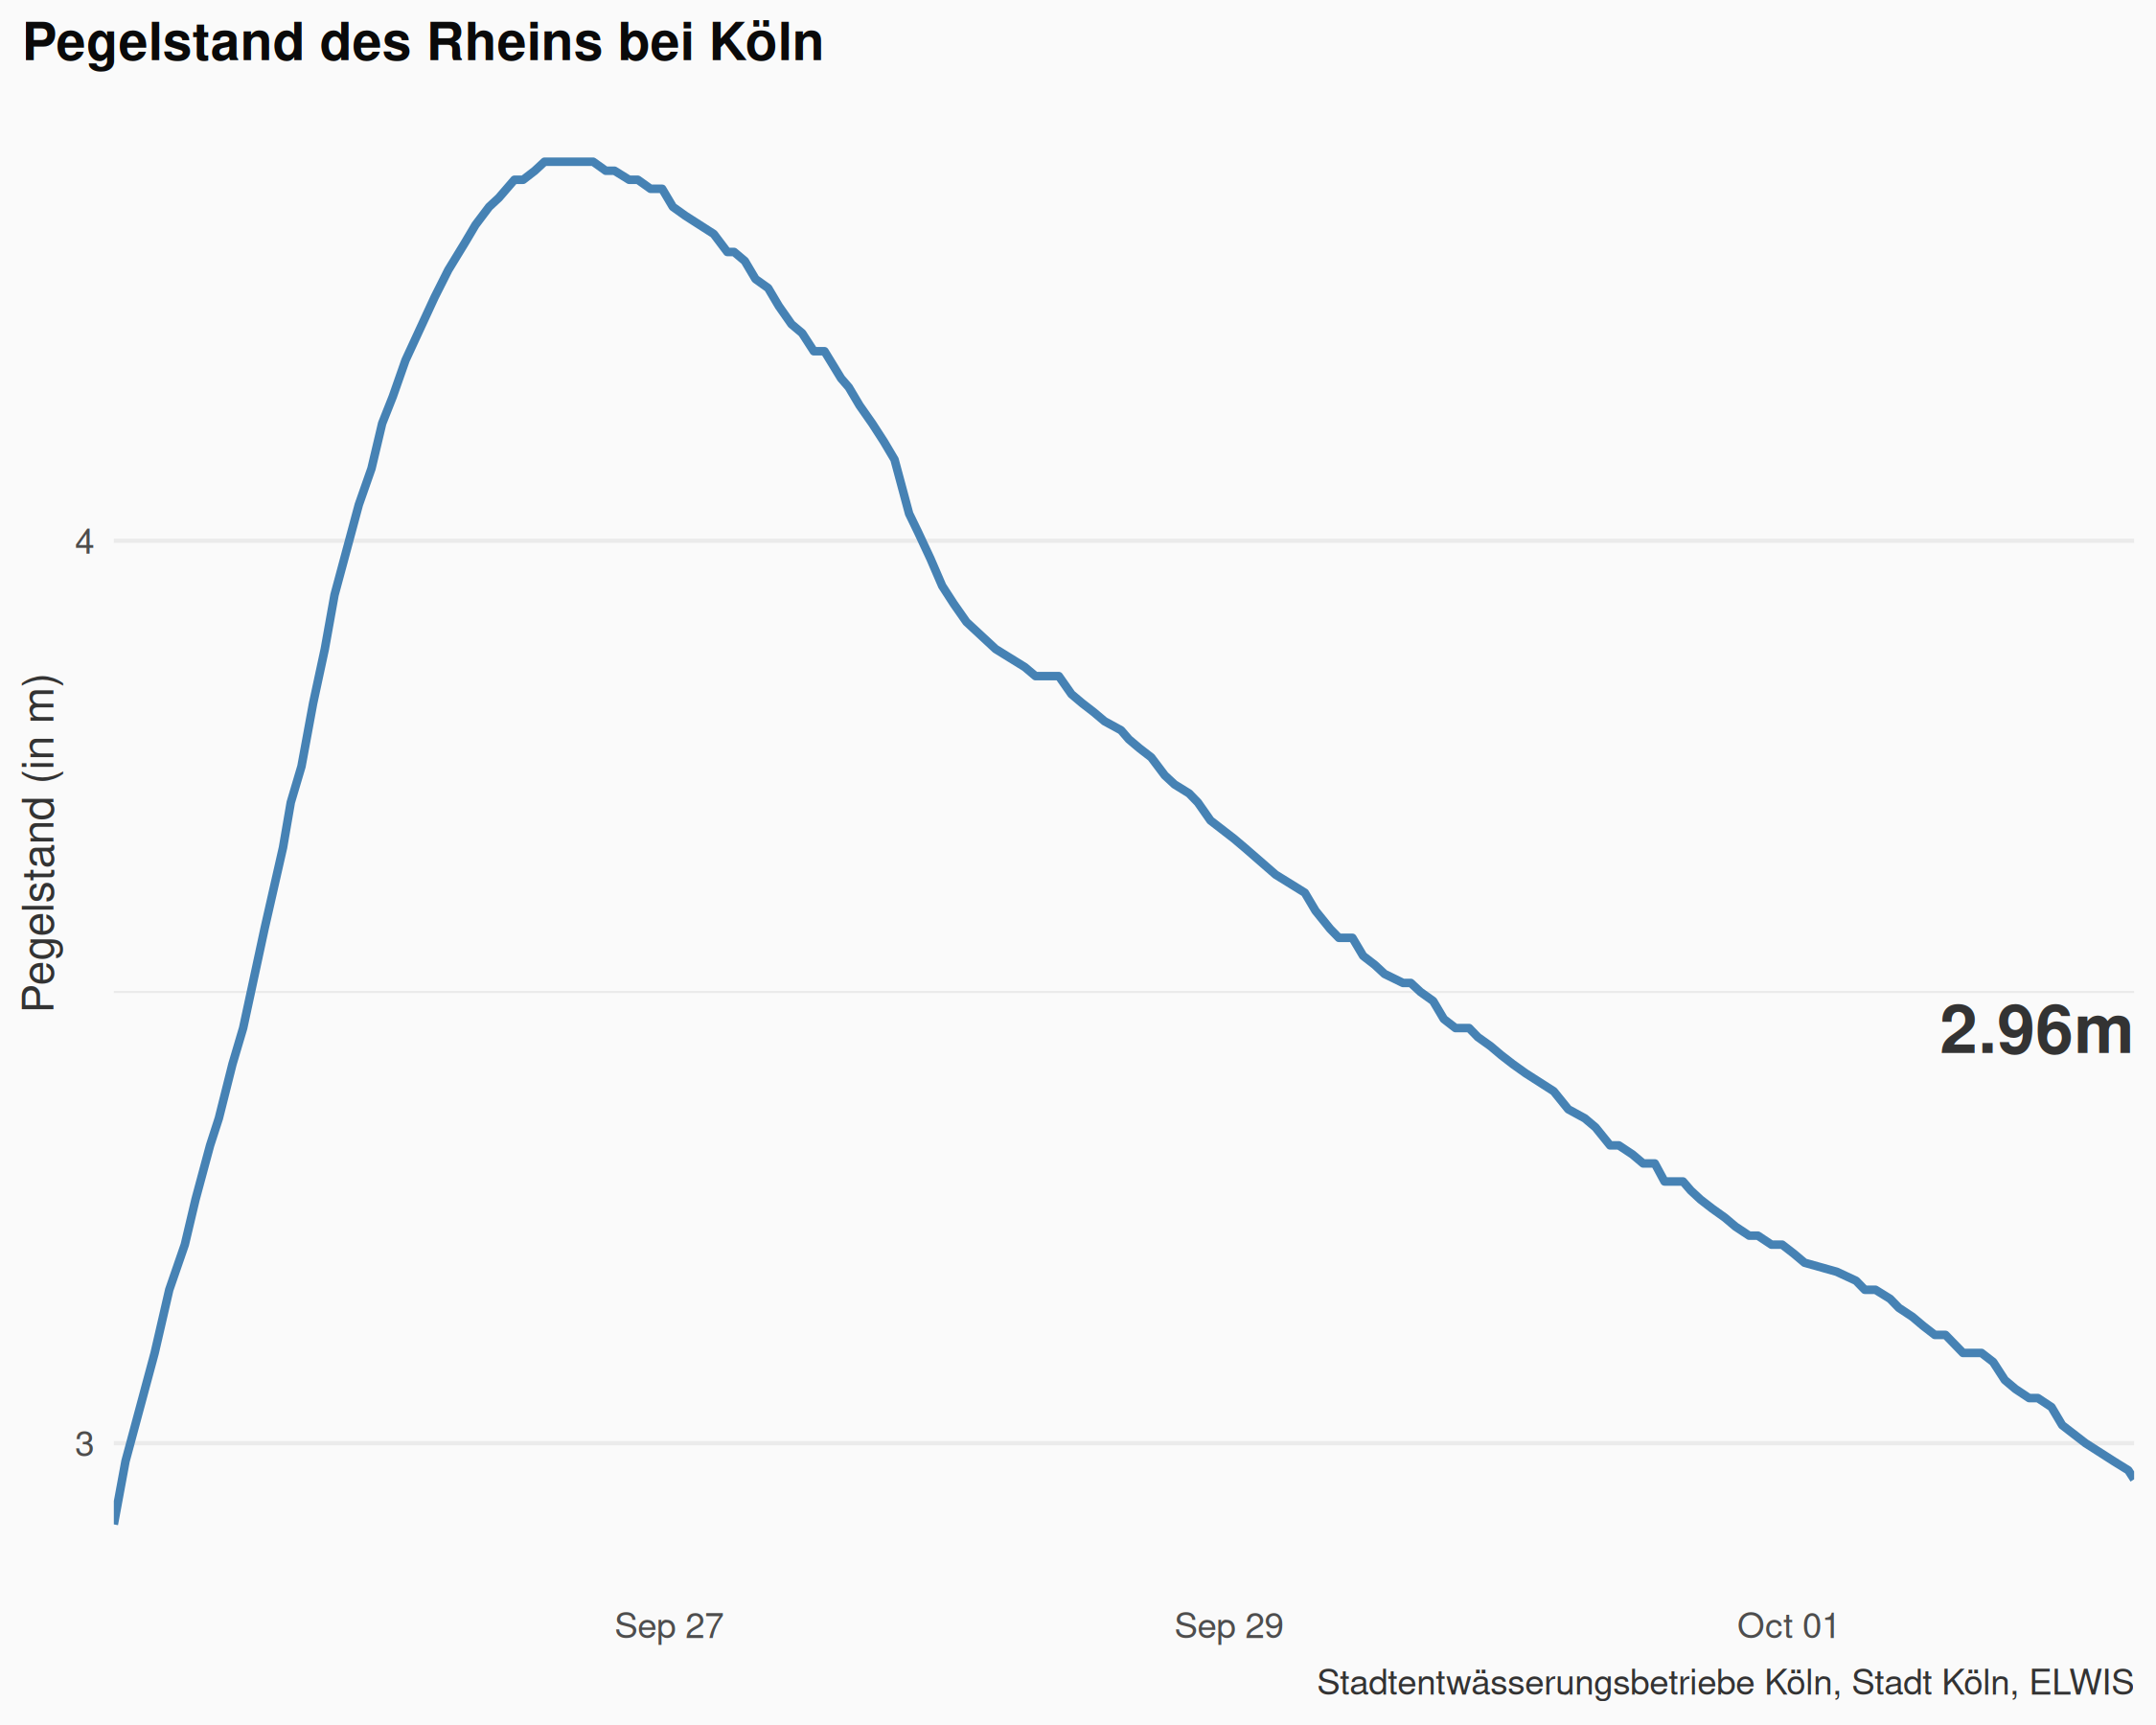 Pegelstand des Rheins bei Köln
Pegelstand (in m)
4
3
2.96m
Sep 27
Sep 29
Oct 01
Stadtentwässerungsbetriebe Köln, Stadt Köln, ELWIS